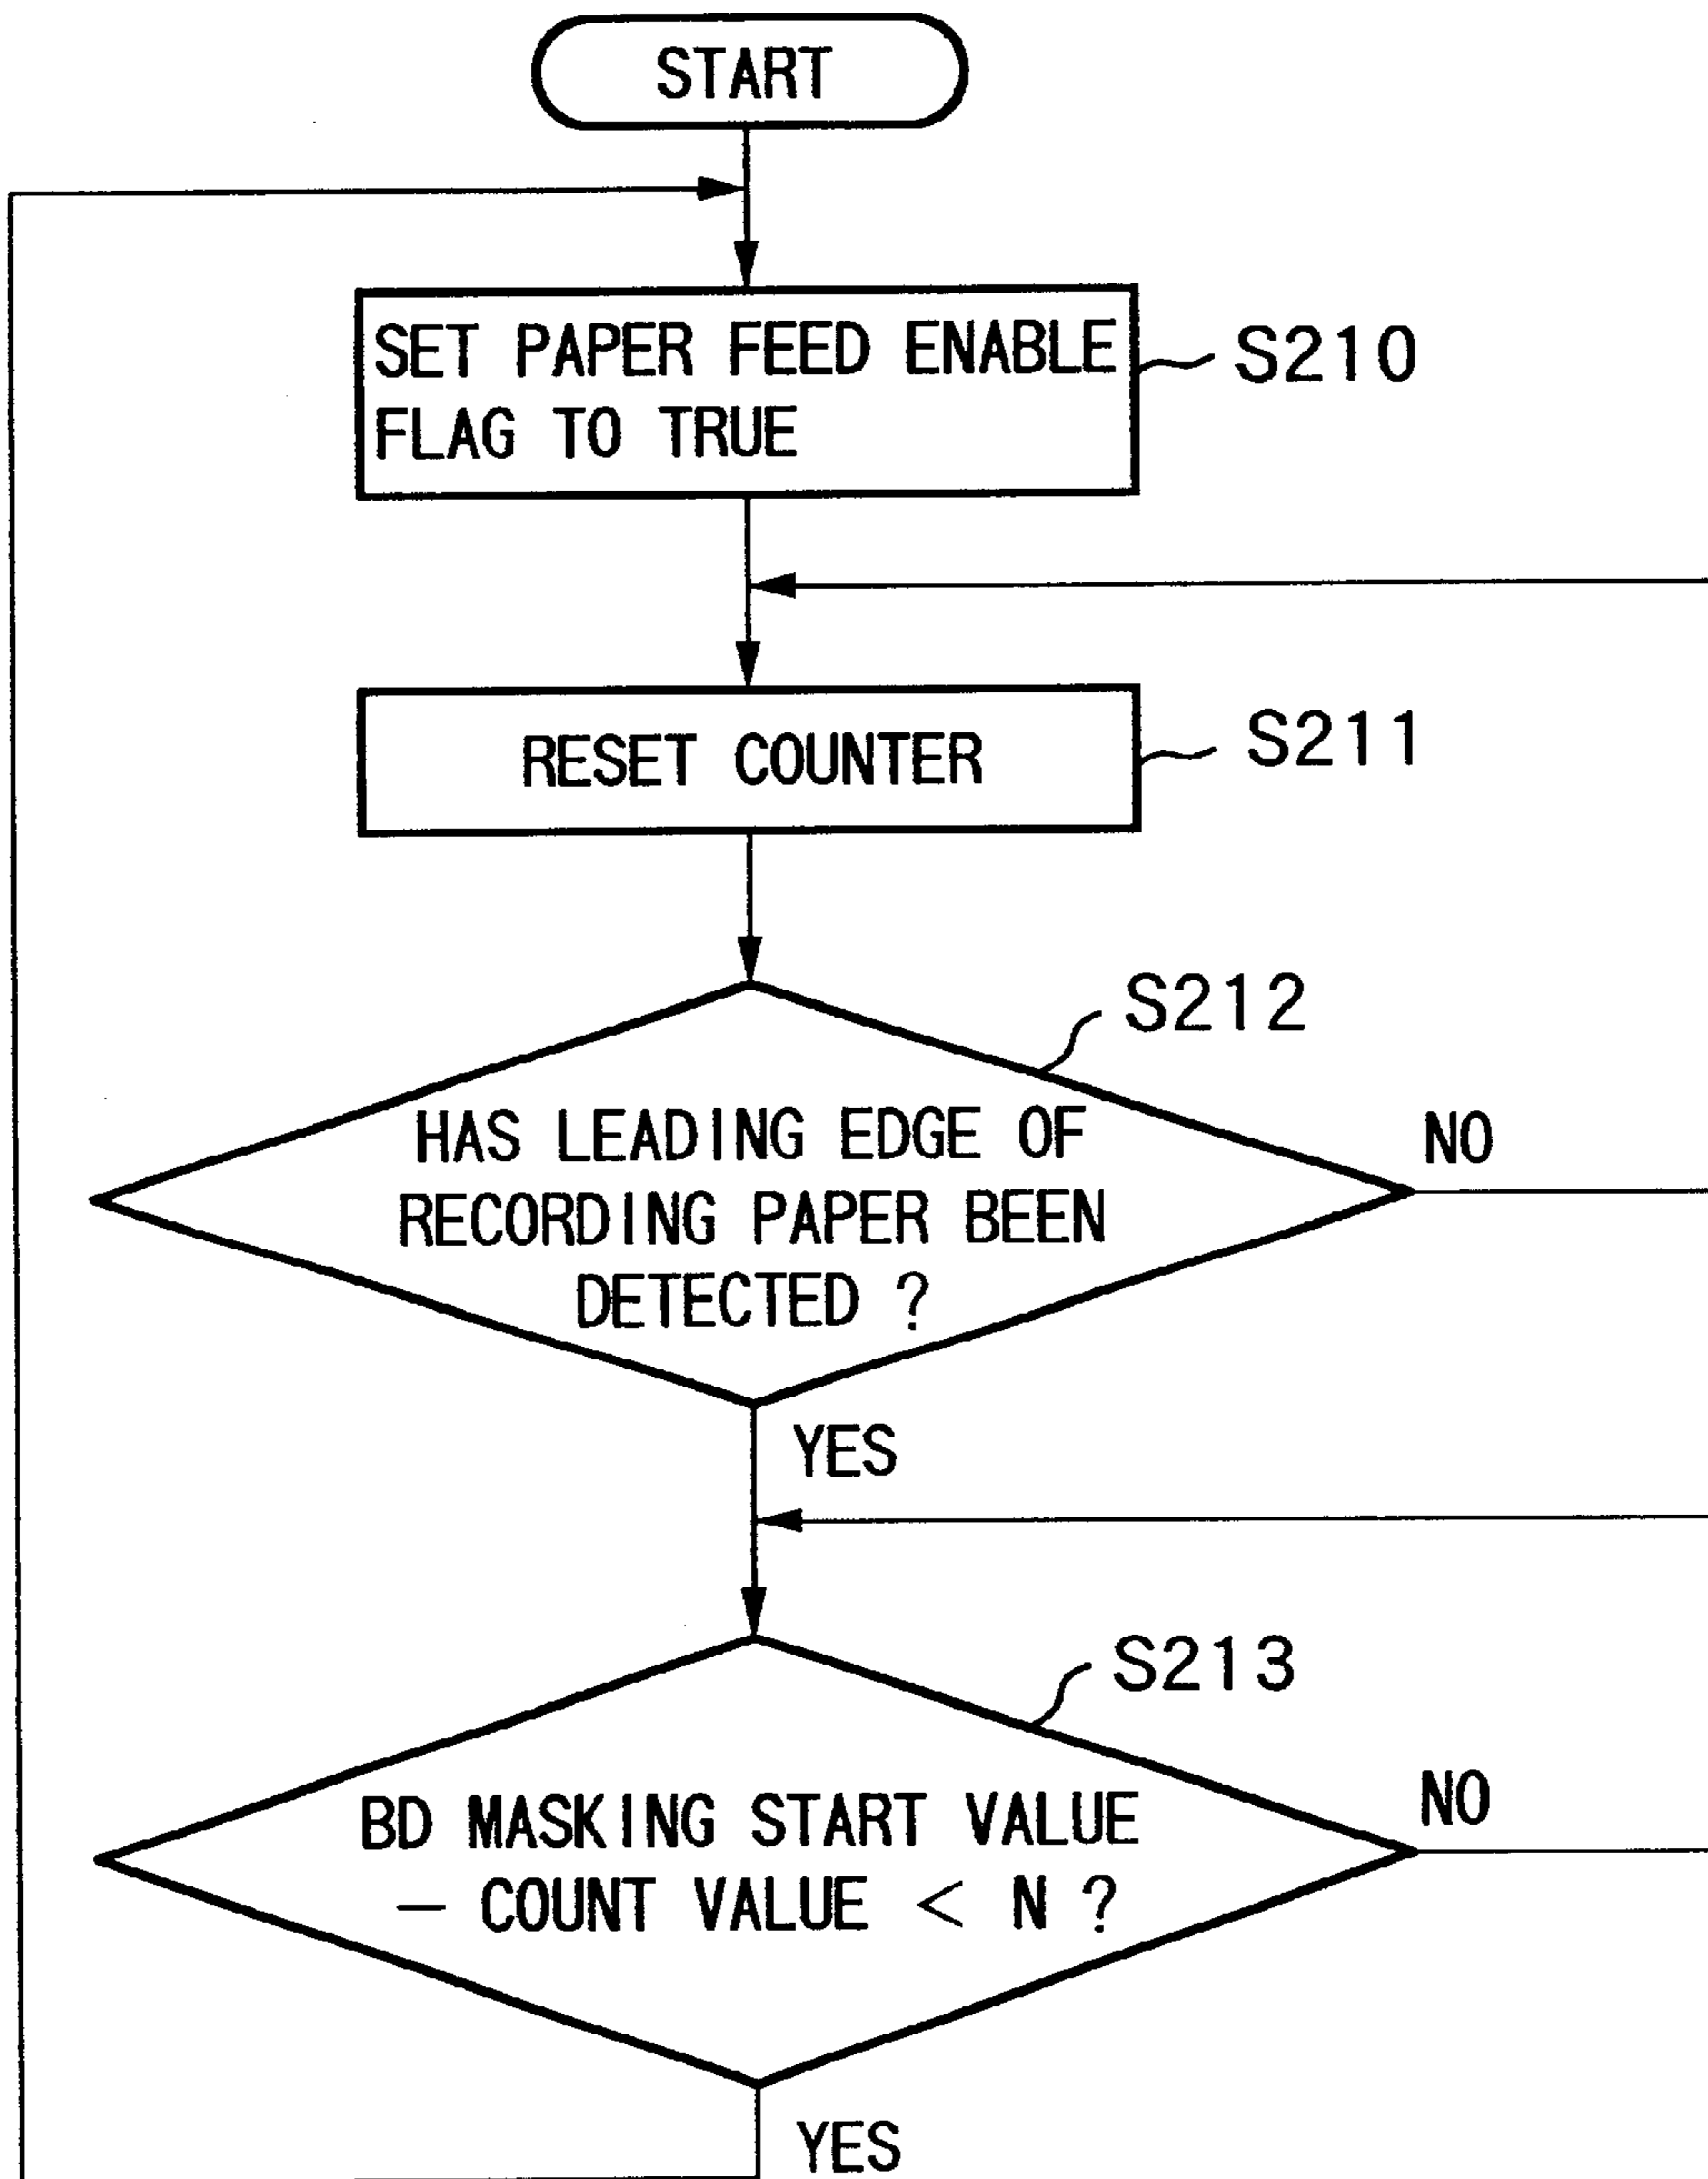 START
SET PAPER FEED ENABLE
FLAG TO TRUE
S210
RESET COUNTER
S211
S212
HAS LEADING EDGE OF
RECORDING PAPER BEEN
DETECTED ?
NO
YES
S213
BD MASKING START VALUE
- COUNT VALUE < N ?
NO
YES